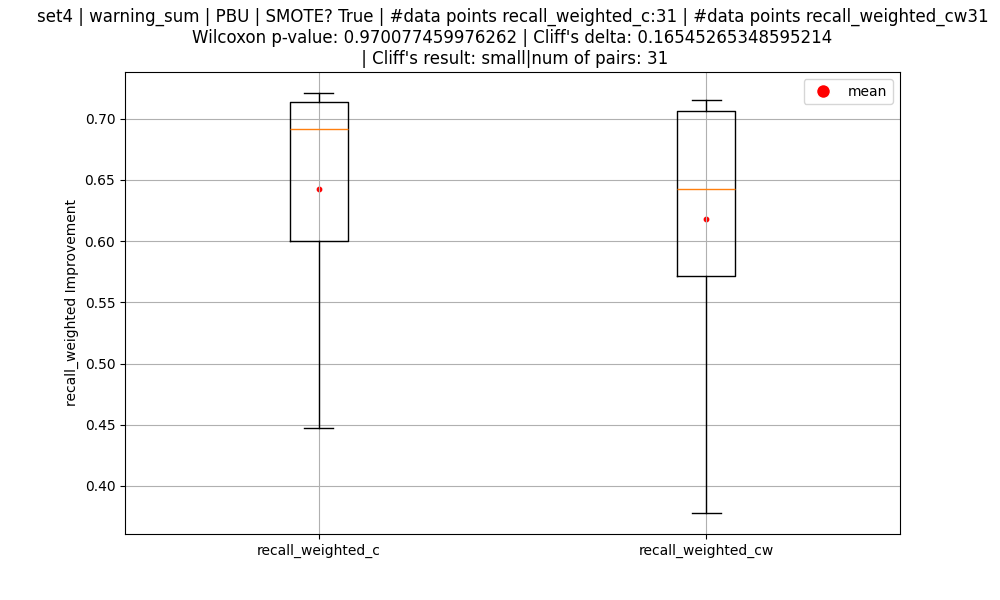 set4 | warning_sum | PBU | SMOTE? True | #data points recall_weighted_c:31 | #data points recall_weighted_cw31
Wilcoxon p-value: 0.970077459976262 | Cliff's delta: 0.16545265348595214
| Cliff's result: small|num of pairs: 31
mean
recall_weighted Improvement
0.70
0.65
0.60
0.55
0.50
0.45
0.40
recall_weighted_c
recall_weighted_cw